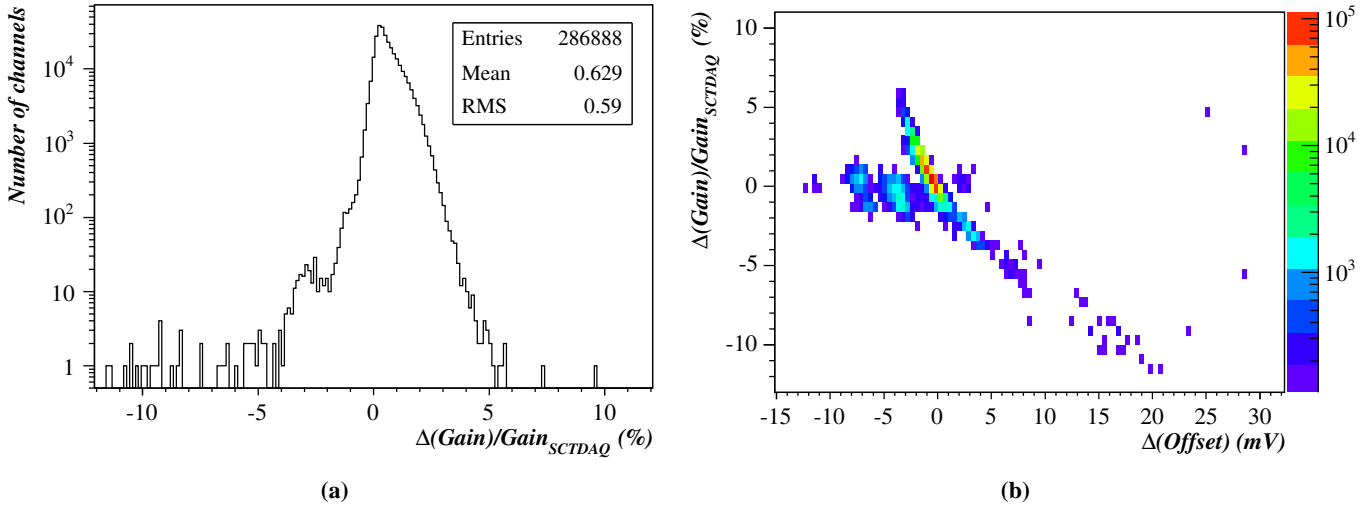 Number of channels
10^4
10^3
10^2
10
1
Entries 286888
Mean 0.629
RMS 0.59
-10 -5 0 5 10
Δ(Gain)/Gain_SCTDAQ (%)
(a)
Δ(Gain)/Gain_SCTDAQ (%)
10
5
0
-5
-10
-15 -10 -5 0 5 10 15 20 25 30
Δ(Offset) (mV)
10^5
10^4
10^3
(b)